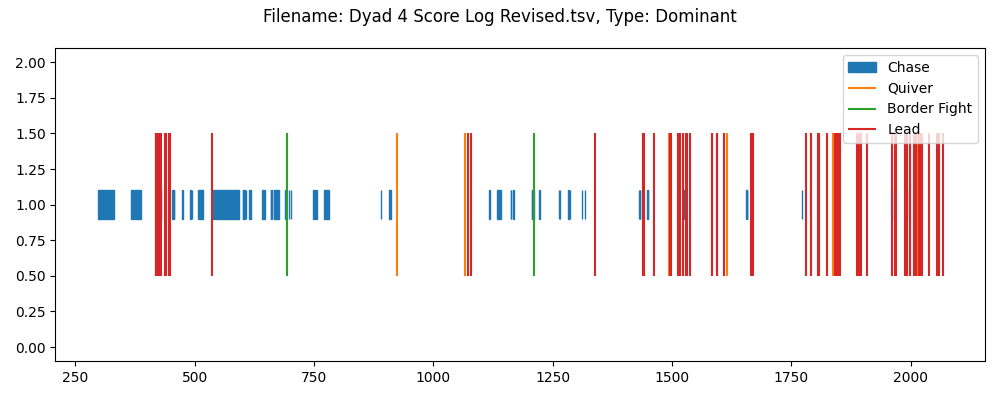 Filename: Dyad 4 Score Log Revised.tsv, Type: Dominant
2.00
1.75
1.50
1.25
1.00
0.75
0.50
0.25
0.00
Chase
Quiver
Border Fight
Lead
250 500 750 1000 1250 1500 1750 2000